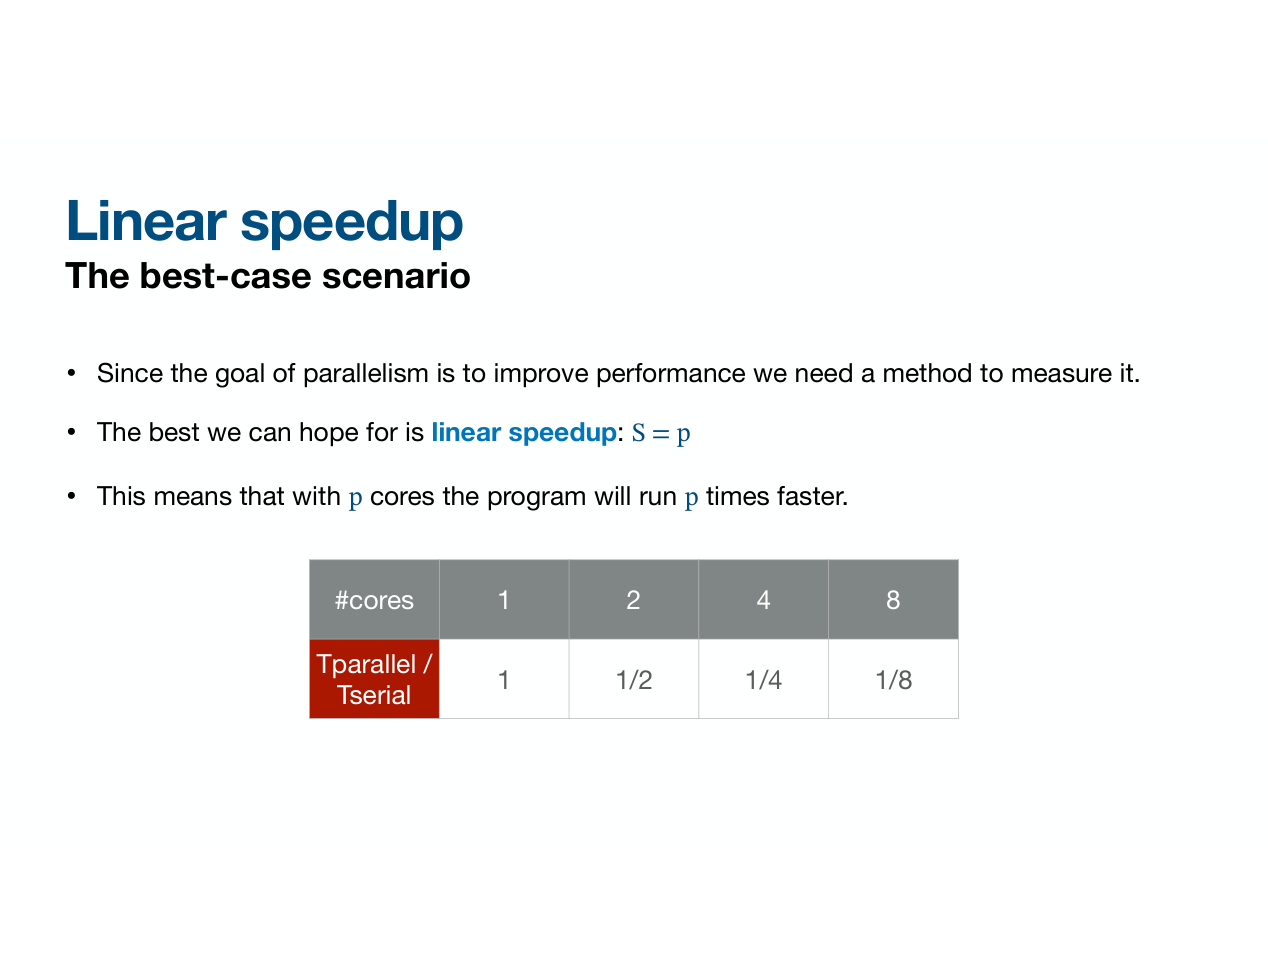 Linear speedup
The best-case scenario
• Since the goal of parallelism is to improve performance we need a method to measure it.
• The best we can hope for is linear speedup: S = p
• This means that with p cores the program will run p times faster.
#cores 1 2 4 8
Tparallel /
Tserial 1 1/2 1/4 1/8